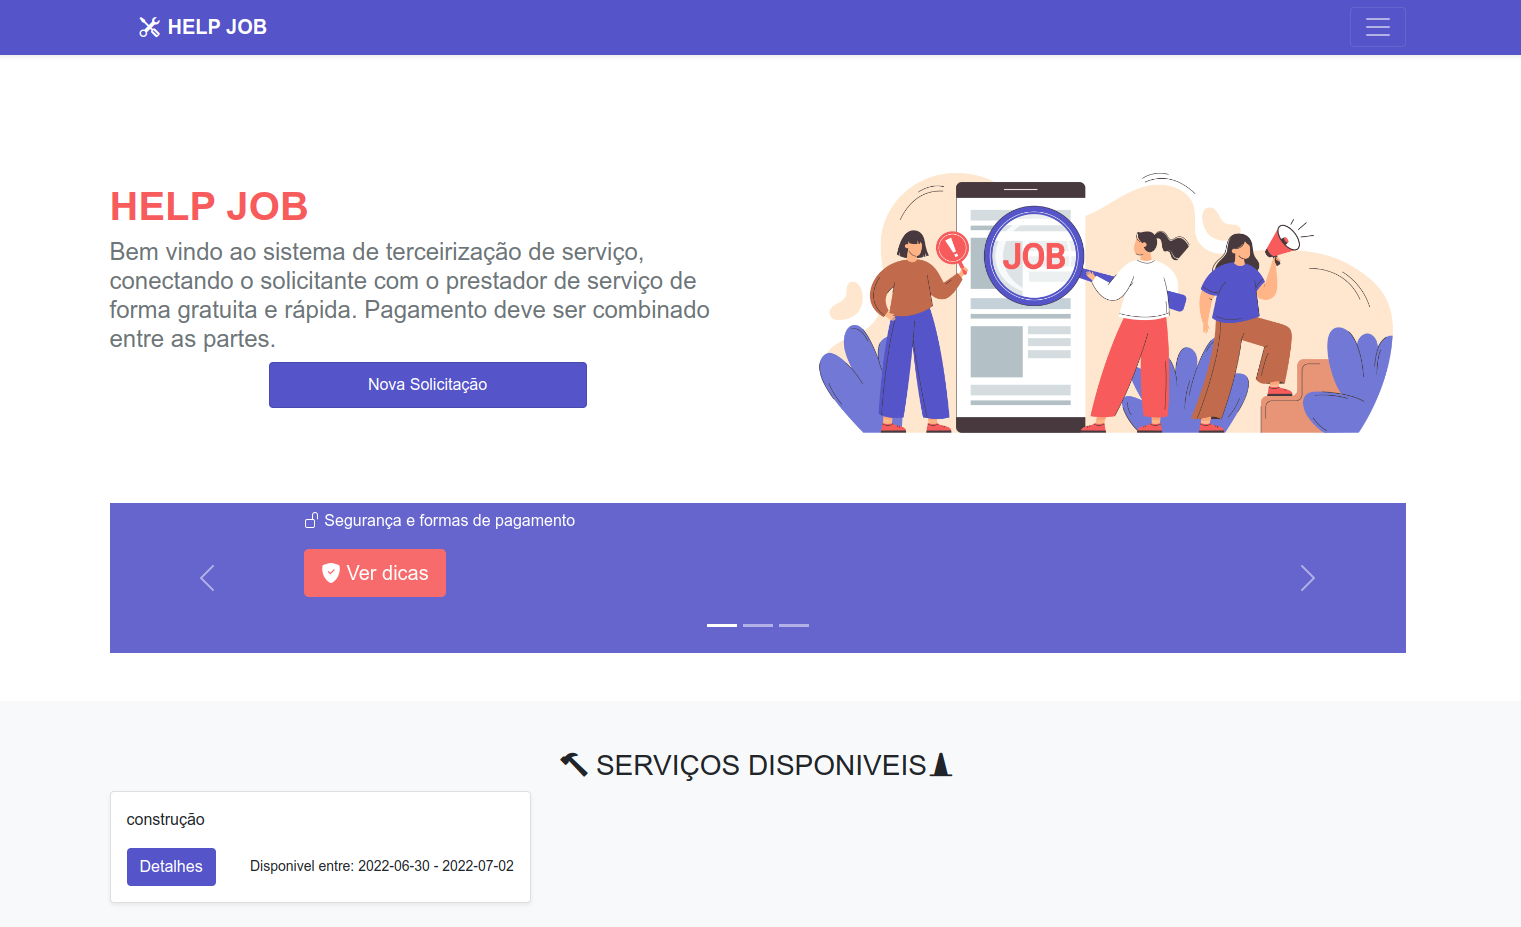 HELP JOB
HELP JOB
Bem vindo ao sistema de terceirização de serviço,
conectando o solicitante com o prestador de serviço de
forma gratuita e rápida. Pagamento deve ser combinado
entre as partes.
Nova Solicitação
JOB
Segurança e formas de pagamento
Ver dicas
SERVIÇOS DISPONIVEIS
construção
Detalhes
Disponivel entre: 2022-06-30 - 2022-07-02